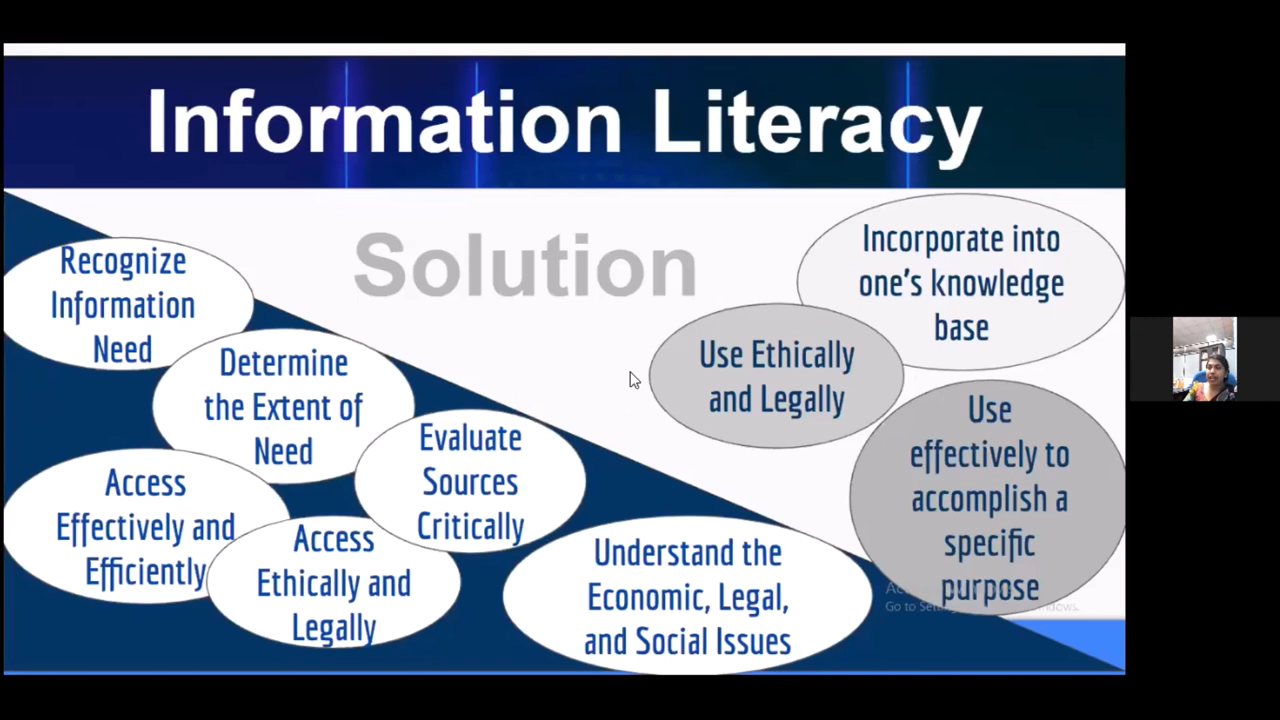 Information Literacy
Solution
Recognize
Information
Need
Determine
the Extent of
Need
Evaluate
Sources
Critically
Access
Effectively and
Efficiently
Access
Ethically and
Legally
Understand the
Economic, Legal,
and Social Issues
Use Ethically
and Legally
Incorporate into
one's knowledge
base
Use
effectively to
accomplish a
specific
purpose
Go to